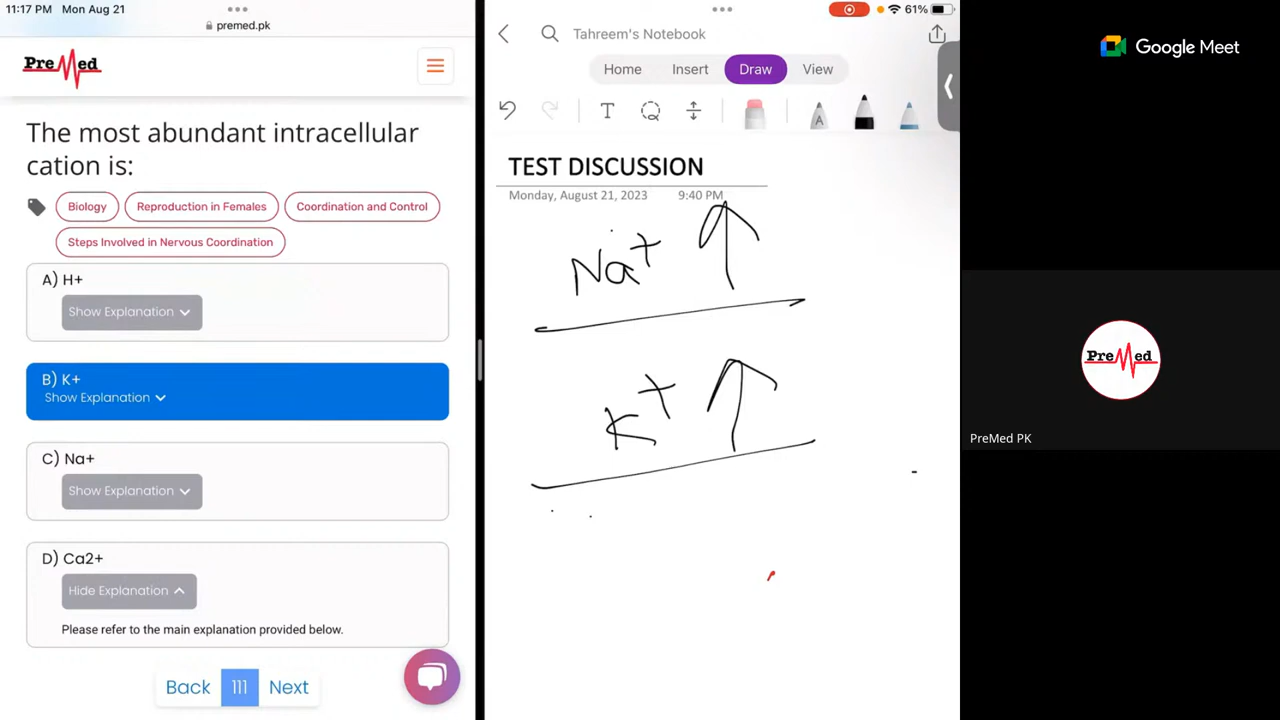 11:17 PM Mon Aug 21
premed.pk
PreMed
The most abundant intracellular
cation is:
Biology
Reproduction in Females
Coordination and Control
Steps Involved in Nervous Coordination
A) H+
Show Explanation
B) K+
Show Explanation
C) Na+
Show Explanation
D) Ca2+
Hide Explanation
Please refer to the main explanation provided below.
Back 111 Next
61%
Tahreem's Notebook
Home Insert Draw View
T
A
TEST DISCUSSION
Monday, August 21, 2023 9:40 PM
Na+ ↑
K+ ↑
Google Meet
PreMed
PreMed PK